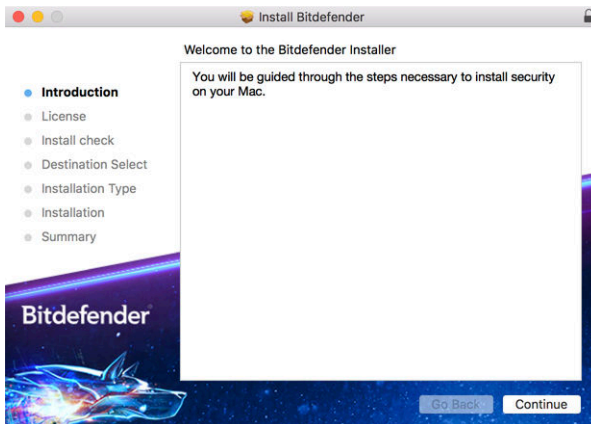 Install Bitdefender
Welcome to the Bitdefender Installer
You will be guided through the steps necessary to install security
on your Mac.
Introduction
License
Install check
Destination Select
Installation Type
Installation
Summary
Bitdefender
Go Back
Continue